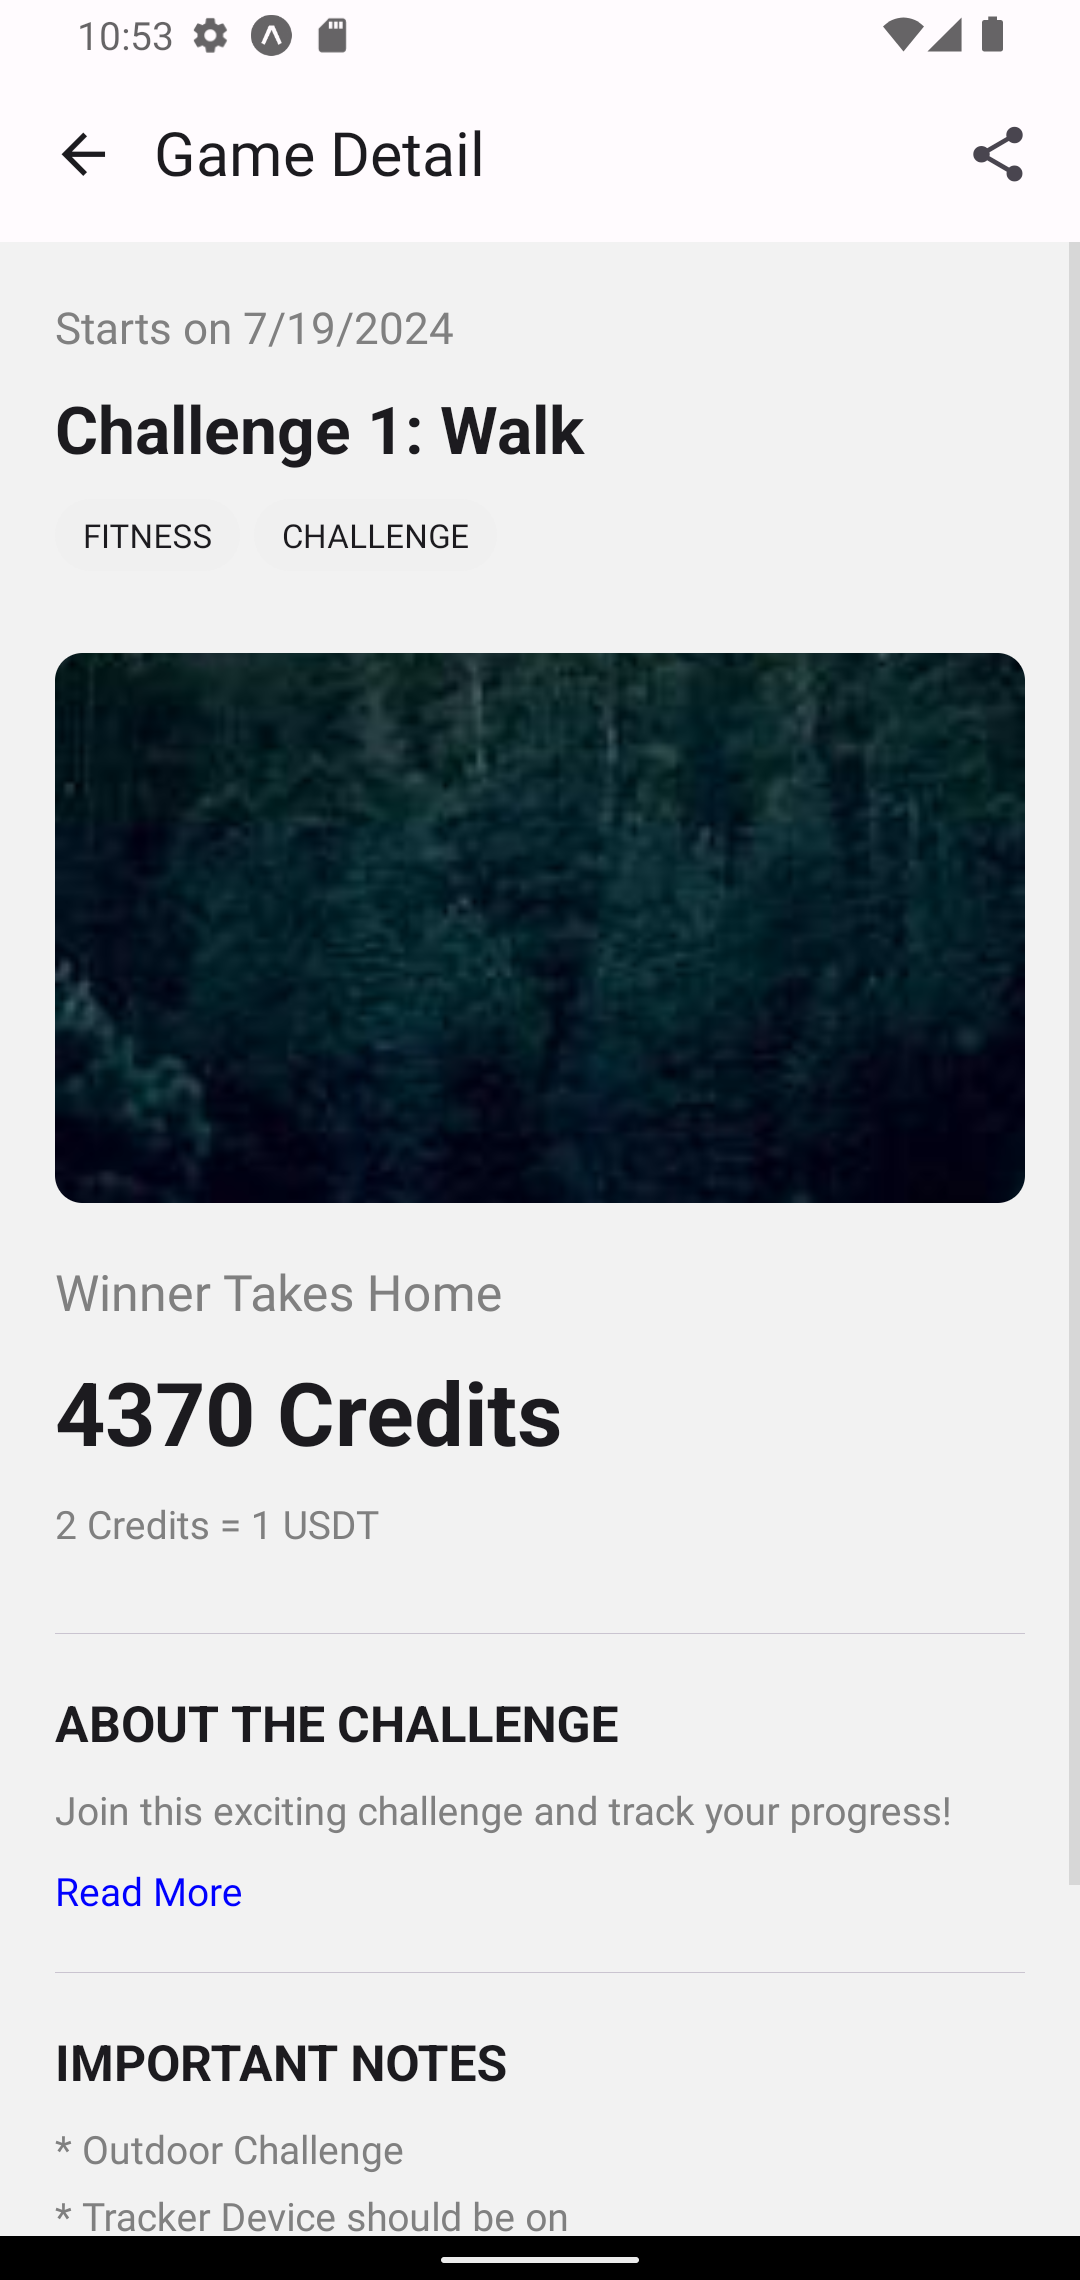 10:53
Game Detail
Starts on 7/19/2024
Challenge 1: Walk
FITNESS CHALLENGE
Winner Takes Home
4370 Credits
2 Credits = 1 USDT
ABOUT THE CHALLENGE
Join this exciting challenge and track your progress!
Read More
IMPORTANT NOTES
* Outdoor Challenge
* Tracker Device should be on